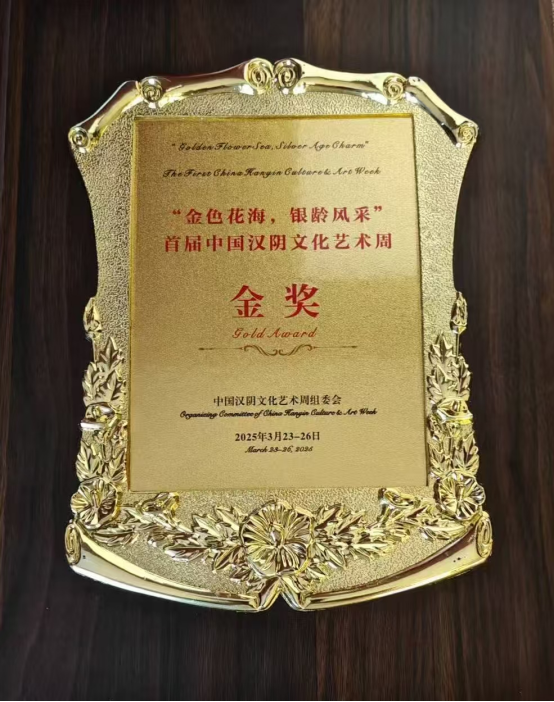 “Golden Flower Sea, Silver Age Charm”
The First China Hanyin Culture & Art Week
“金色花海，银龄风采”
首届中国汉阴文化艺术周
金奖
Gold Award
中国汉阴文化艺术周组委会
Organizing Committee of China Hanyin Culture & Art Week
2025年3月23–26日
March 23–26, 2025